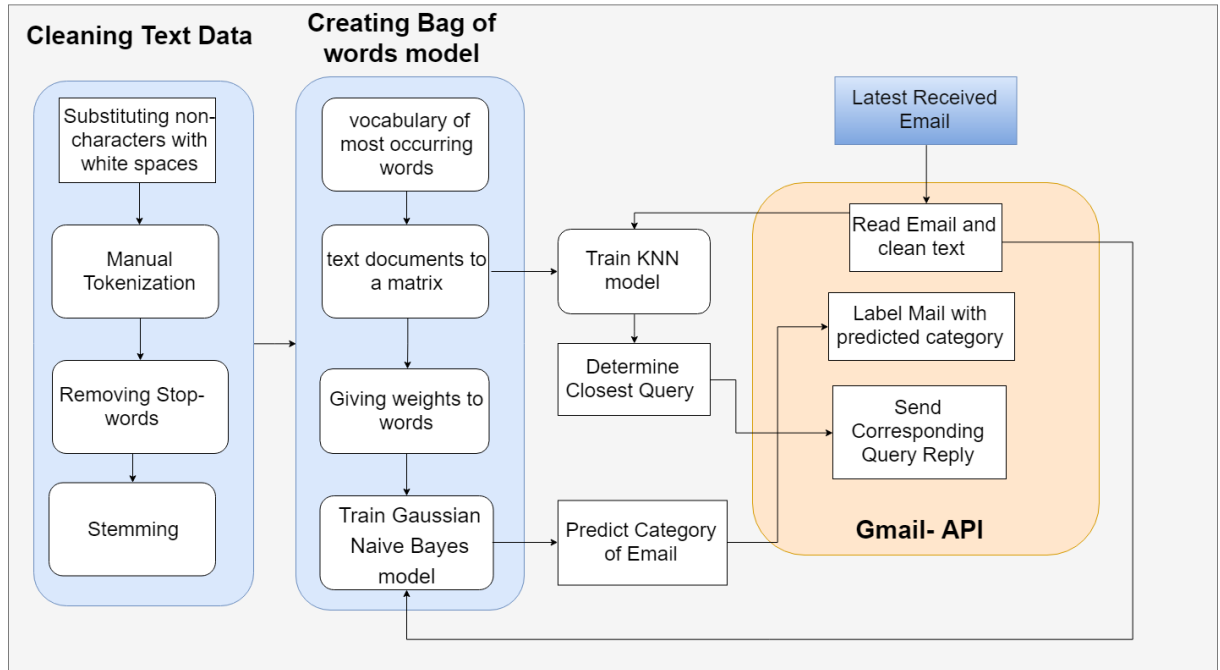 Cleaning Text Data
Substituting non-
characters with
white spaces
Manual
Tokenization
Removing Stop-
words
Stemming
Creating Bag of
words model
vocabulary of
most occurring
words
text documents to
a matrix
Giving weights to
words
Train Gaussian
Naive Bayes
model
Train KNN
model
Determine
Closest Query
Predict Category
of Email
Latest Received
Email
Read Email and
clean text
Label Mail with
predicted category
Send
Corresponding
Query Reply
Gmail- API